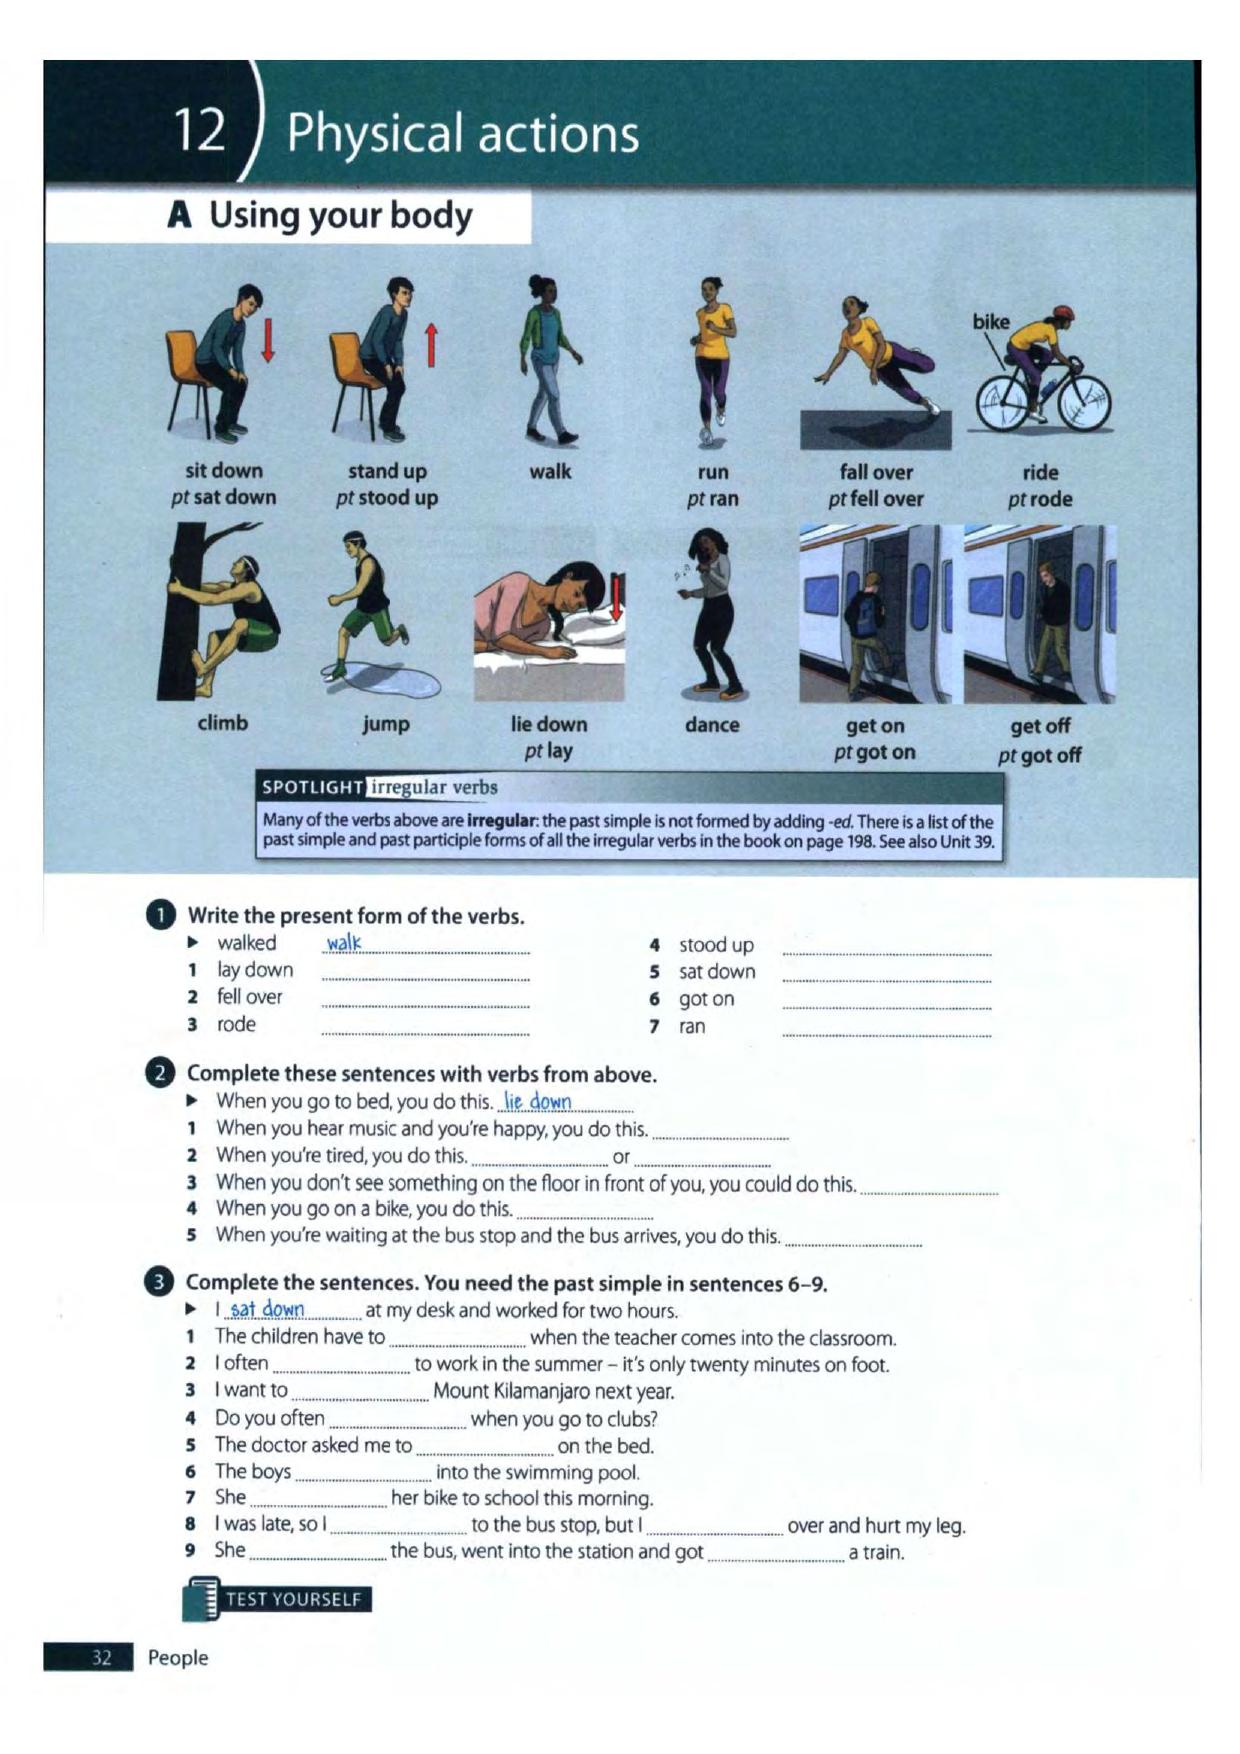 12 Physical actions
A Using your body
bike
sit down stand up walk run fall over ride
pt sat down pt stood up pt ran pt fell over pt rode
climb jump lie down dance get on get off
pt lay pt got on pt got off
SPOTLIGHT irregular verbs
Many of the verbs above are irregular: the past simple is not formed by adding -ed. There is a list of the
past simple and past participle forms of all the irregular verbs in the book on page 198. See also Unit 39.
1 Write the present form of the verbs.
▶ walked walk
1 lay down
2 fell over
3 rode
4 stood up
5 sat down
6 got on
7 ran
2 Complete these sentences with verbs from above.
▶ When you go to bed, you do this. lie down
1 When you hear music and you're happy, you do this.
2 When you're tired, you do this. or
3 When you don't see something on the floor in front of you, you could do this.
4 When you go on a bike, you do this.
5 When you're waiting at the bus stop and the bus arrives, you do this.
3 Complete the sentences. You need the past simple in sentences 6–9.
▶ I sat down at my desk and worked for two hours.
1 The children have to when the teacher comes into the classroom.
2 I often to work in the summer – it's only twenty minutes on foot.
3 I want to Mount Kilamanjaro next year.
4 Do you often when you go to clubs?
5 The doctor asked me to on the bed.
6 The boys into the swimming pool.
7 She her bike to school this morning.
8 I was late, so I to the bus stop, but I over and hurt my leg.
9 She the bus, went into the station and got a train.
TEST YOURSELF
32 People